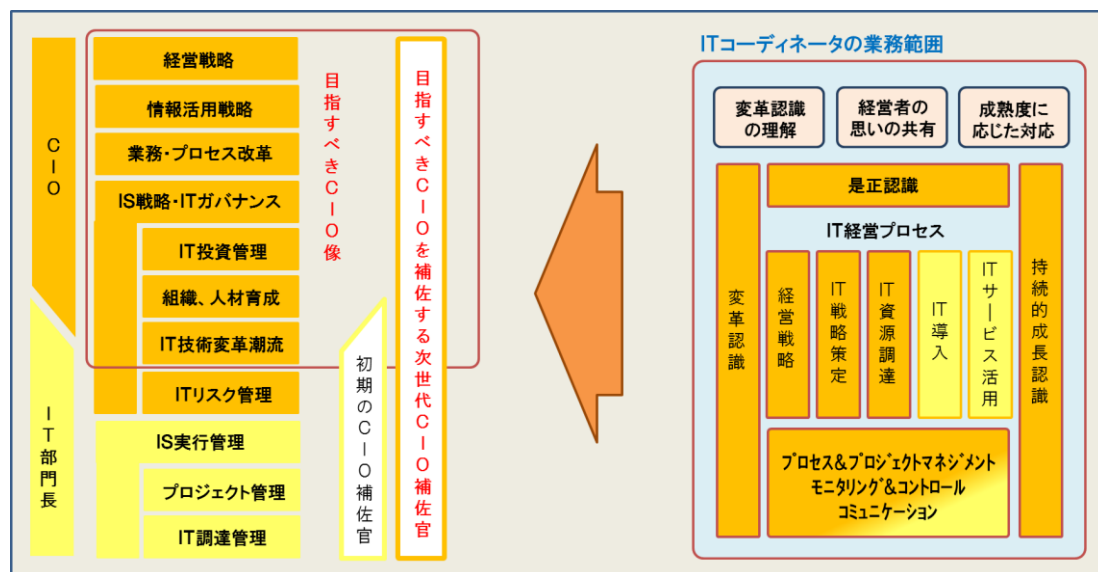 CIO
IT部門長
経営戦略
情報活用戦略
業務・プロセス改革
IS戦略・ITガバナンス
IT投資管理
組織、人材育成
IT技術変革潮流
ITリスク管理
IS実行管理
プロジェクト管理
IT調達管理
目指すべきCIO像
初期のCIO補佐官
目指すべきCIOを補佐する次世代CIO補佐官
ITコーディネータの業務範囲
変革認識
の理解
経営者の
思いの共有
成熟度に
応じた対応
変革認識
是正認識
IT経営プロセス
経営戦略
IT戦略策定
IT資源調達
IT導入
ITサービス活用
持続的成長認識
プロセス&プロジェクトマネジメント
モニタリング&コントロール
コミュニケーション